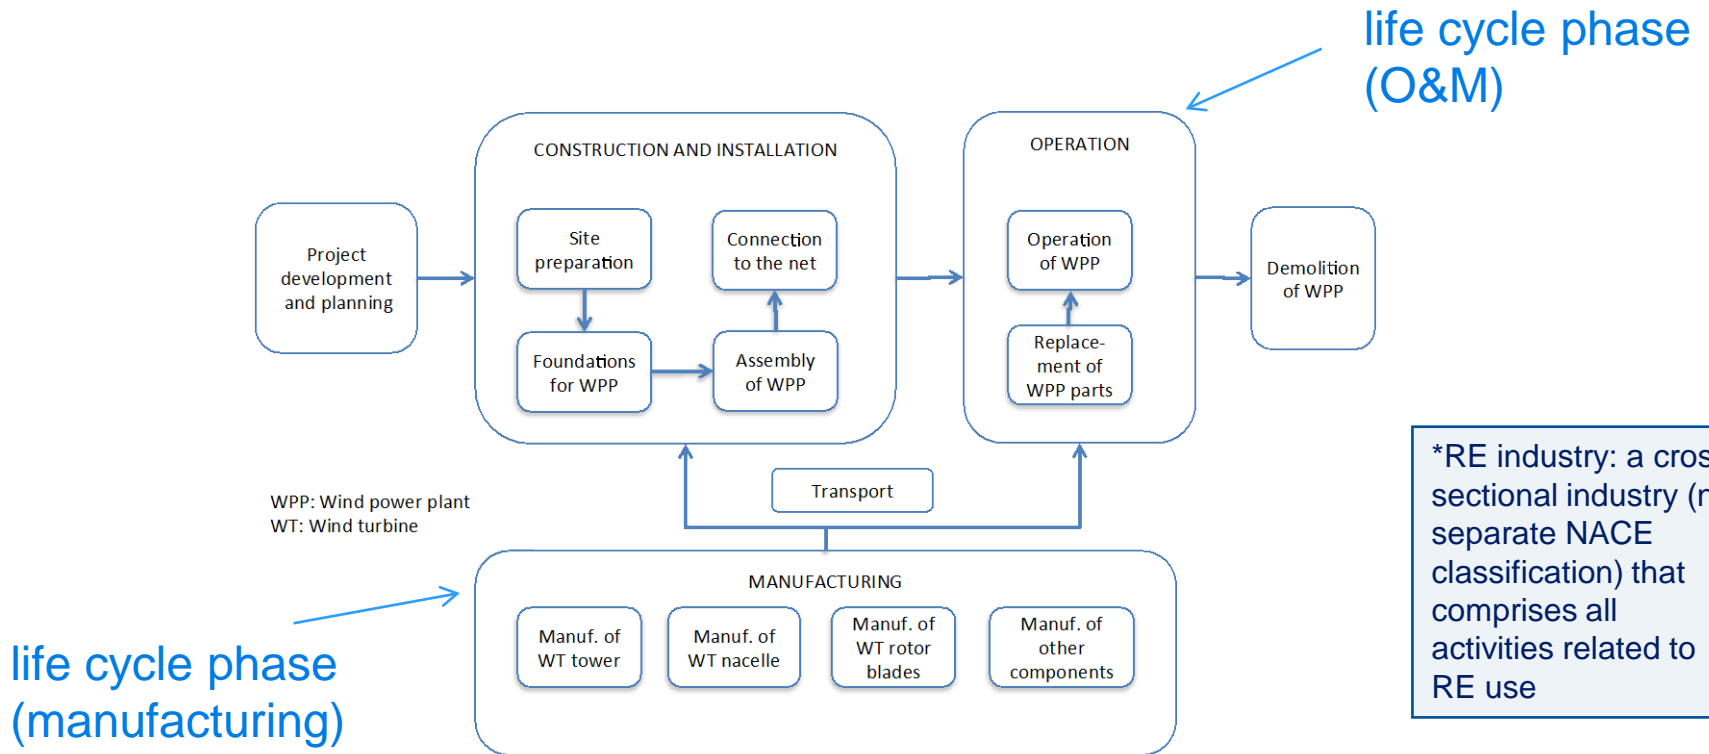 life cycle phase
(O&M)
CONSTRUCTION AND INSTALLATION
OPERATION
Project
development
and planning
Site
preparation
Connection
to the net
Foundations
for WPP
Assembly
of WPP
Operation
of WPP
Replace-
ment of
WPP parts
Demolition
of WPP
Transport
WPP: Wind power plant
WT: Wind turbine
MANUFACTURING
Manuf. of
WT tower
Manuf. of
WT nacelle
Manuf. of
WT rotor
blades
Manuf. of
other
components
life cycle phase
(manufacturing)
*RE industry: a
sectional industry
separate NACE
classification) that
comprises all
activities related to
RE use